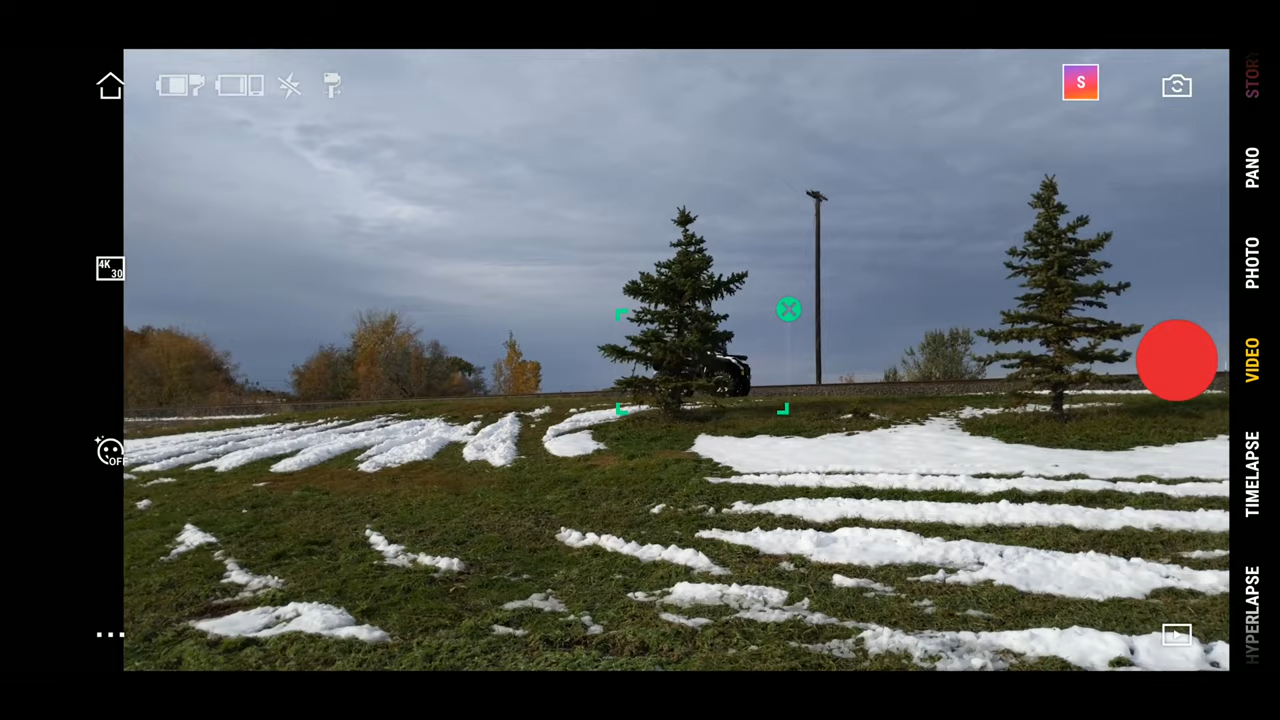 S
4K
30
OFF
STORY
PANO
PHOTO
VIDEO
TIMELAPSE
HYPERLAPSE